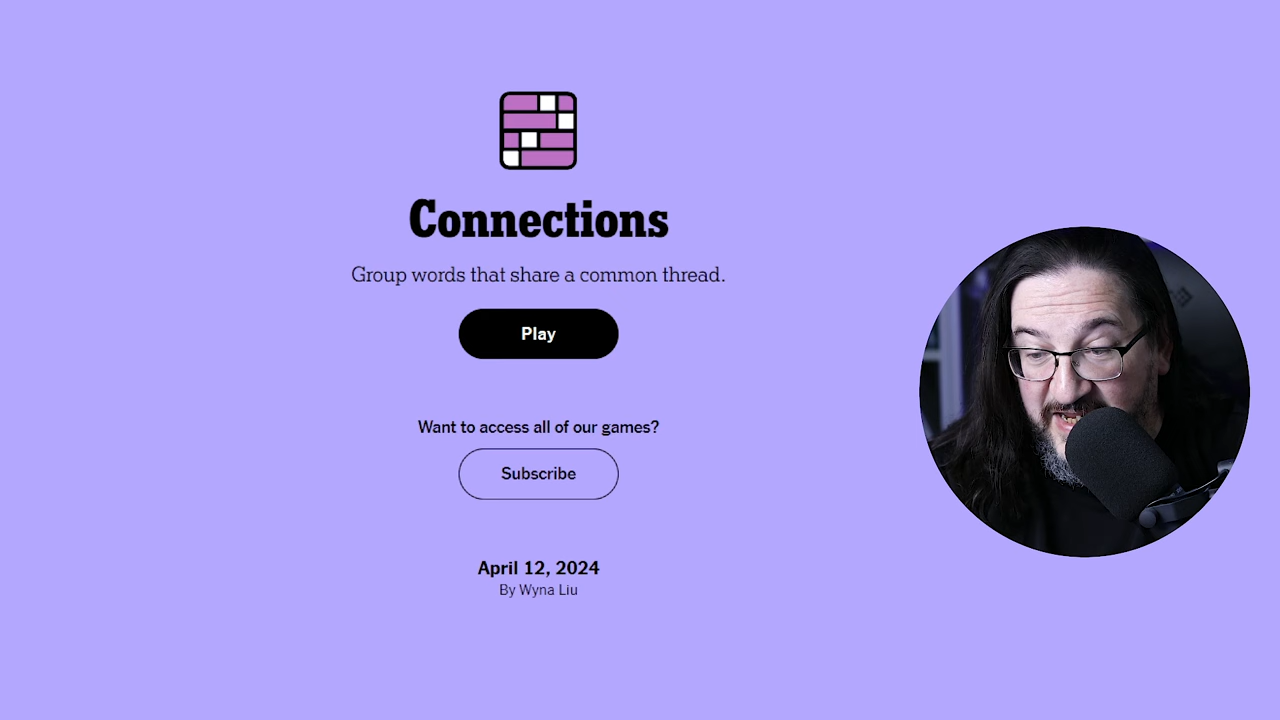 Connections
Group words that share a common thread.
Play
Want to access all of our games?
Subscribe
April 12, 2024
By Wyna Liu